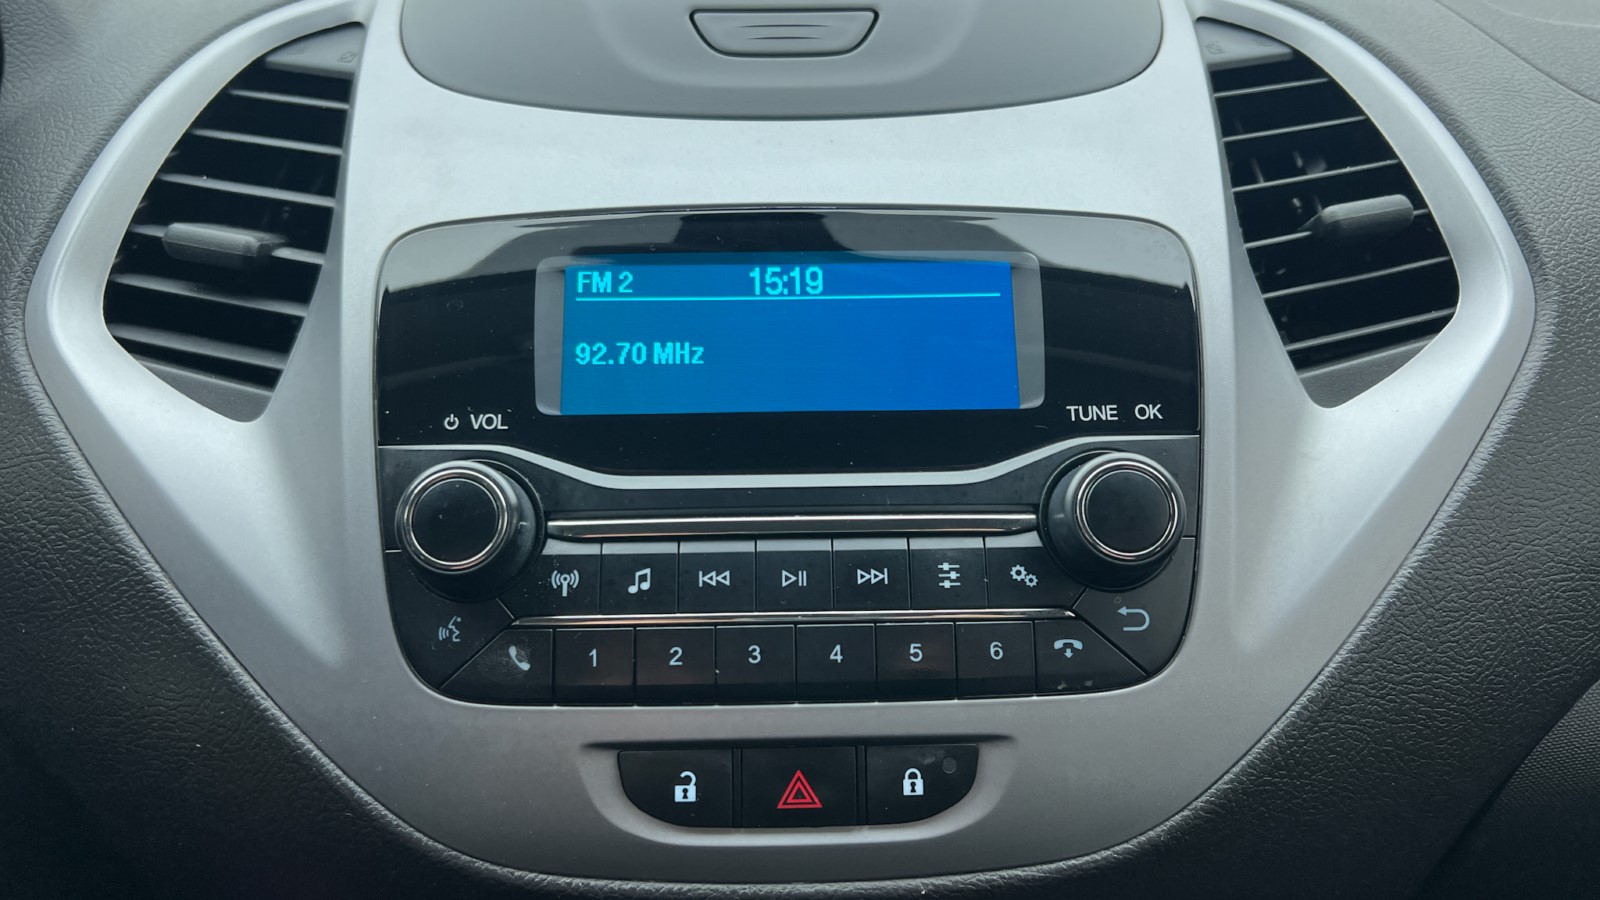 FM 2 15:19
92.70 MHz
VOL
TUNE OK
1 2 3 4 5 6